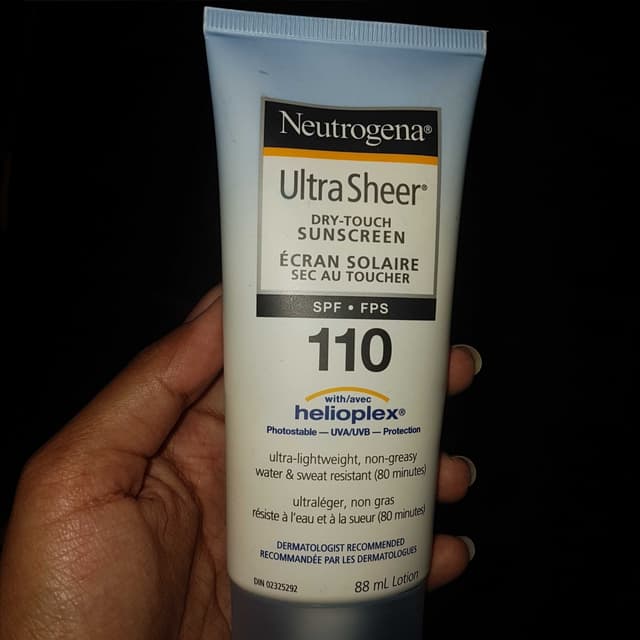 Neutrogena®
Ultra Sheer®
DRY-TOUCH
SUNSCREEN
ÉCRAN SOLAIRE
SEC AU TOUCHER
SPF • FPS
110
with/avec
helioplex®
Photostable — UVA/UVB — Protection
ultra-lightweight, non-greasy
water & sweat resistant (80 minutes)
ultraléger, non gras
résiste à l'eau et à la sueur (80 minutes)
DERMATOLOGIST RECOMMENDED
RECOMMANDÉE PAR LES DERMATOLOGUES
DIN 02325292
88 mL Lotion